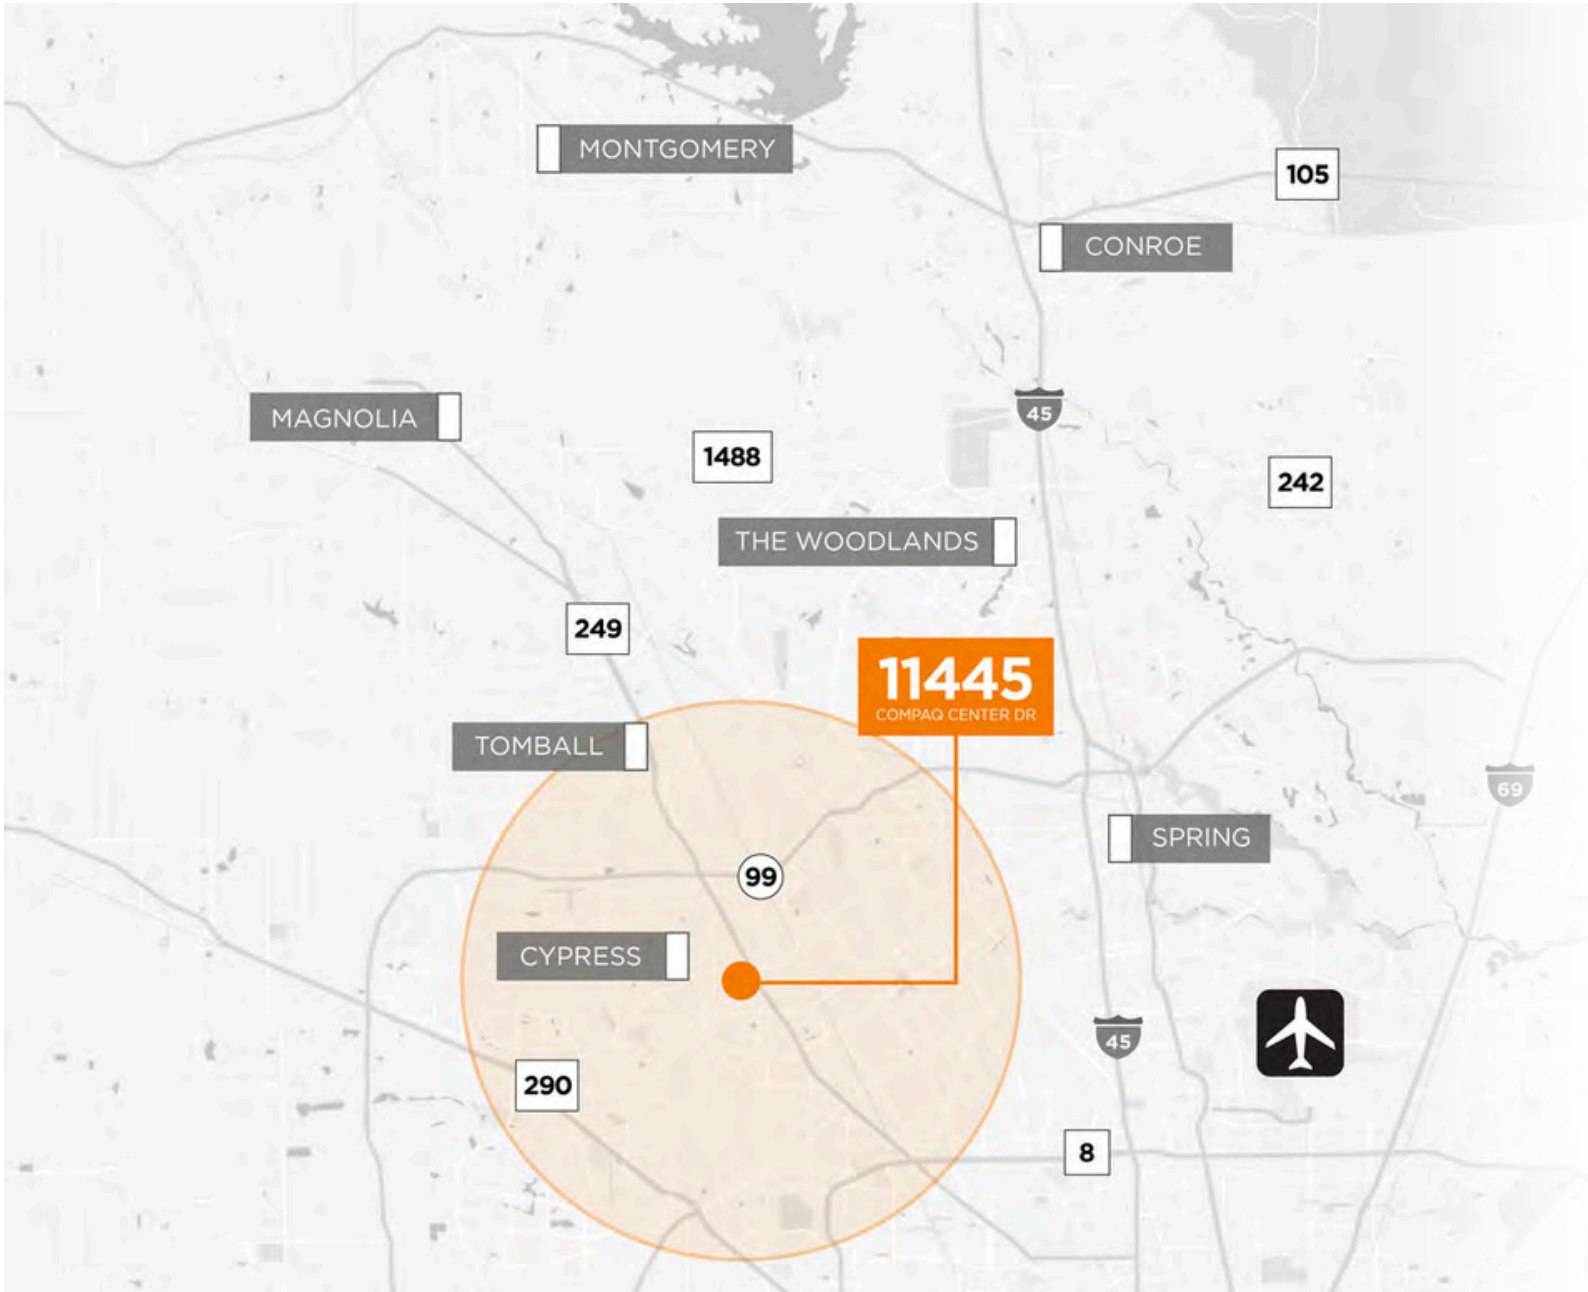 MONTGOMERY
105
CONROE
45
MAGNOLIA
1488
242
THE WOODLANDS
249
11445
COMPAQ CENTER DR
TOMBALL
69
SPRING
99
CYPRESS
45
290
8